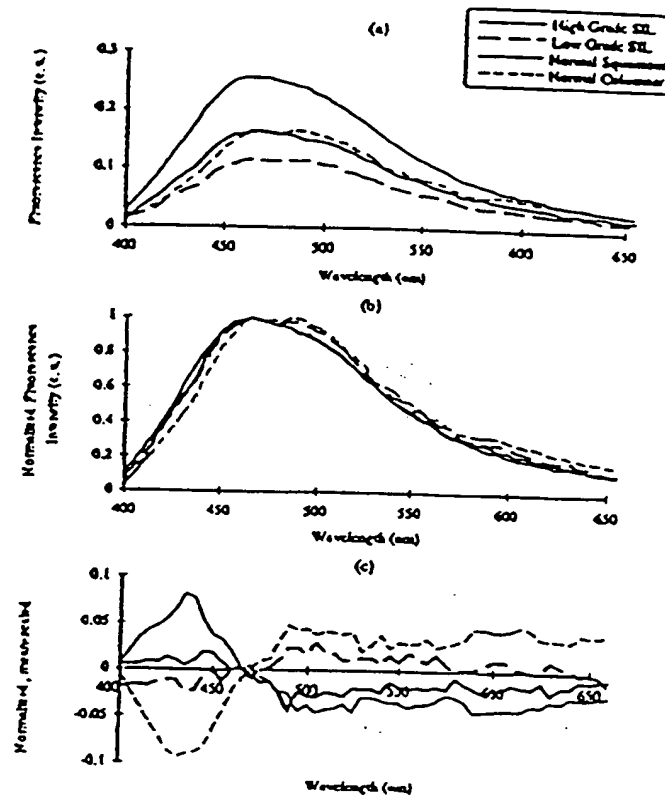 (a)
High Grade SIL
Low Grade SIL
Normal Squamous
Normal Columnar
Fluorescence Intensity (c.u.)
0.3
0.2
0.1
0
400 450 500 550 600 650
Wavelength (nm)
(b)
Normalized Fluorescence
Intensity (c.u.)
1
0.8
0.6
0.4
0.2
0
400 450 500 550 600 650
Wavelength (nm)
(c)
Normalized, mean-scaled
0.1
0.05
0
-0.05
-0.1
400 450 500 550 600 650
Wavelength (nm)